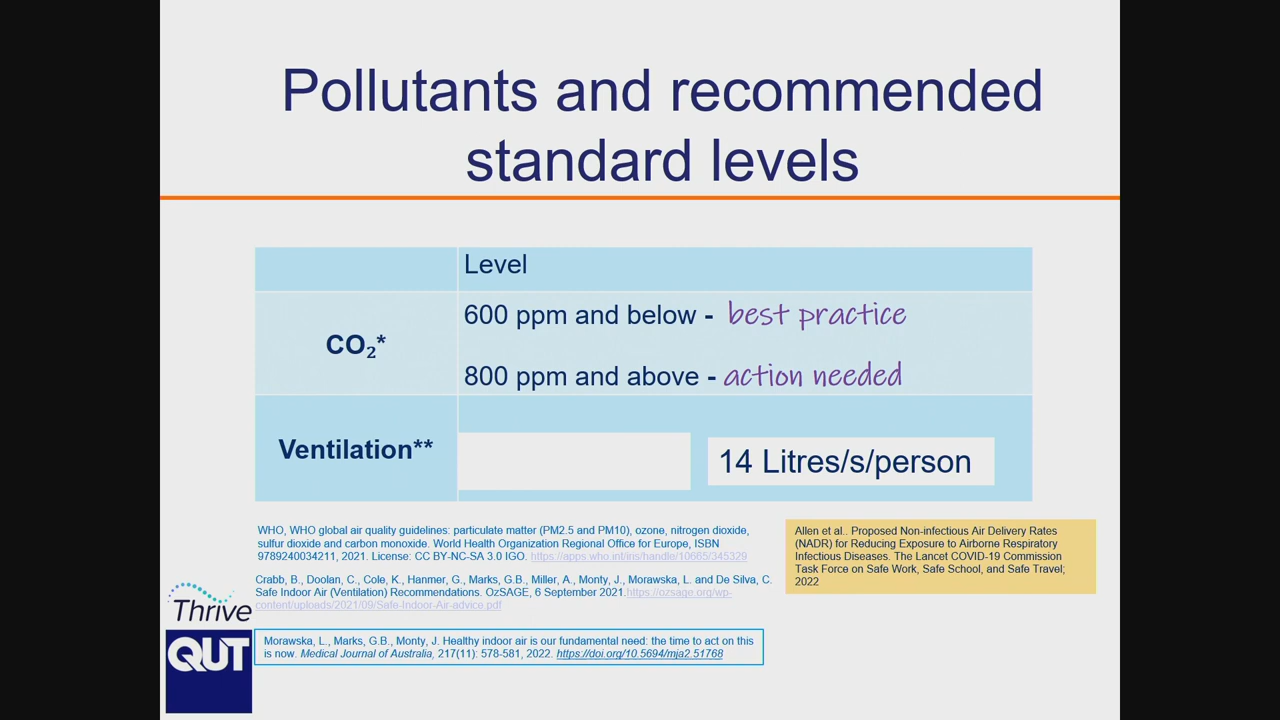 Pollutants and recommended
standard levels
Level
CO₂*
600 ppm and below - best practice
800 ppm and above - action needed
Ventilation**
14 Litres/s/person
WHO, WHO global air quality guidelines: particulate matter (PM2.5 and PM10), ozone, nitrogen dioxide,
sulfur dioxide and carbon monoxide. World Health Organization Regional Office for Europe, ISBN
9789240034211, 2021. License: CC BY-NC-SA 3.0 IGO. https://apps.who.int/iris/handle/10665/345329
Crabb, B., Doolan, C., Cole, K., Hanmer, G., Marks, G.B., Miller, A., Monty, J., Morawska, L. and De Silva, C.
Safe Indoor Air (Ventilation) Recommendations. OzSAGE, 6 September 2021.https://ozsage.org/wp-
content/uploads/2021/09/Safe-Indoor-Air-advice.pdf
Morawska, L., Marks, G.B., Monty, J. Healthy indoor air is our fundamental need: the time to act on this
is now. Medical Journal of Australia, 217(11): 578-581, 2022. https://doi.org/10.5694/mja2.51768
Allen et al.. Proposed Non-infectious Air Delivery Rates
(NADR) for Reducing Exposure to Airborne Respiratory
Infectious Diseases. The Lancet COVID-19 Commission
Task Force on Safe Work, Safe School, and Safe Travel;
2022
Thrive
QUT